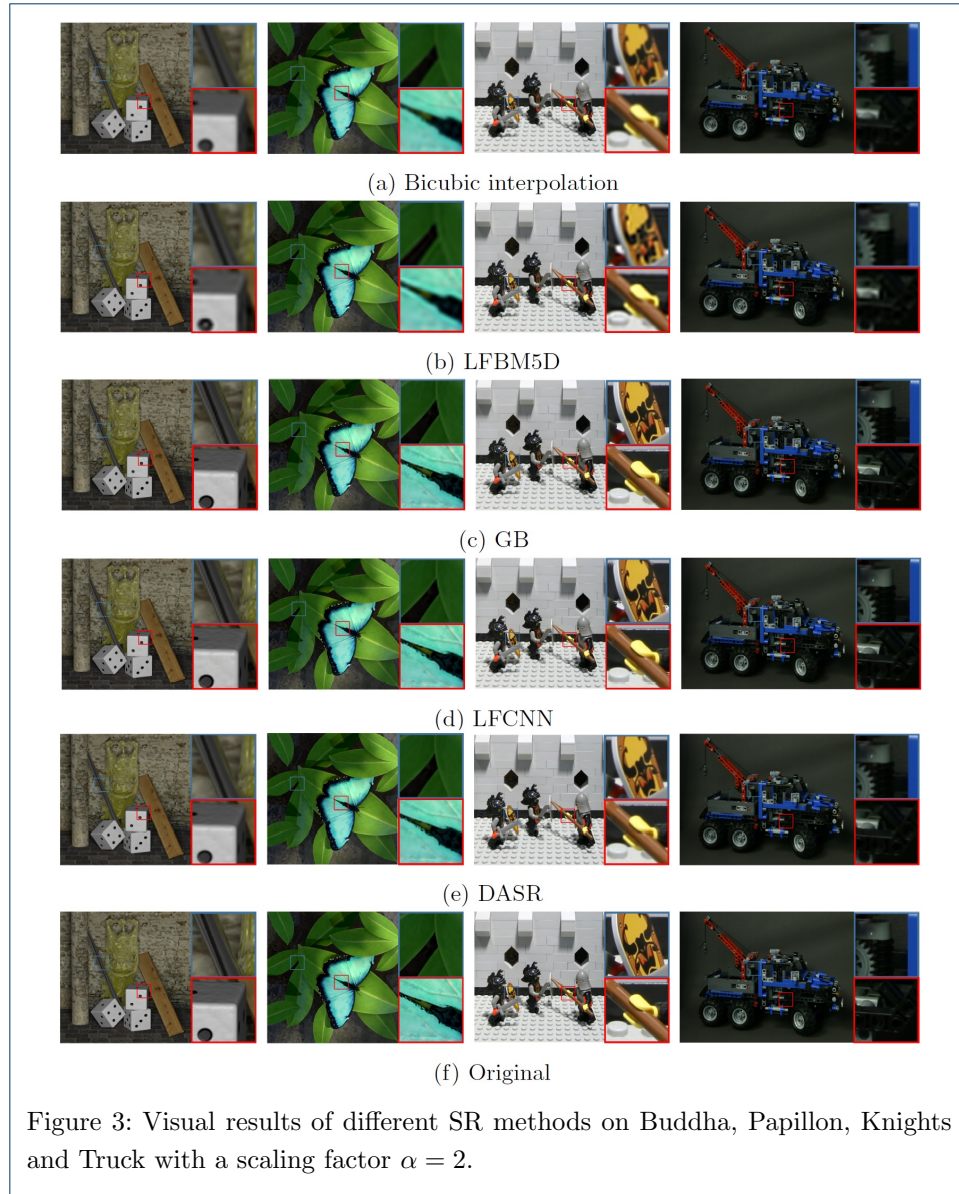 (a) Bicubic interpolation
(b) LFBM5D
(c) GB
(d) LFCNN
(e) DASR
(f) Original
Figure 3: Visual results of different SR methods on Buddha, Papillon, Knights
and Truck with a scaling factor α = 2.